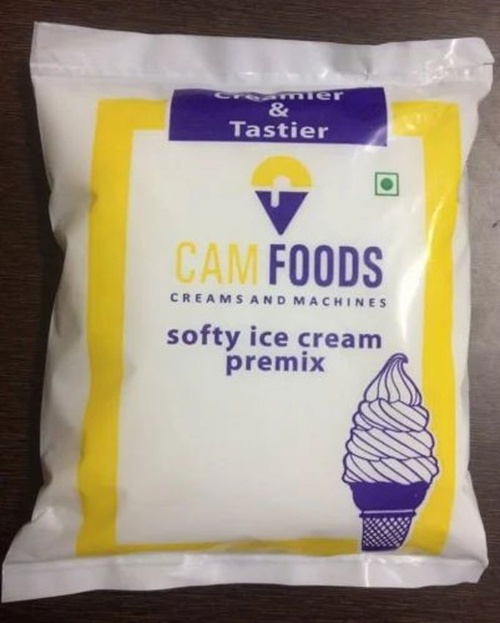 Creamier
&
Tastier
CAM FOODS
CREAMS AND MACHINES
softy ice cream
premix